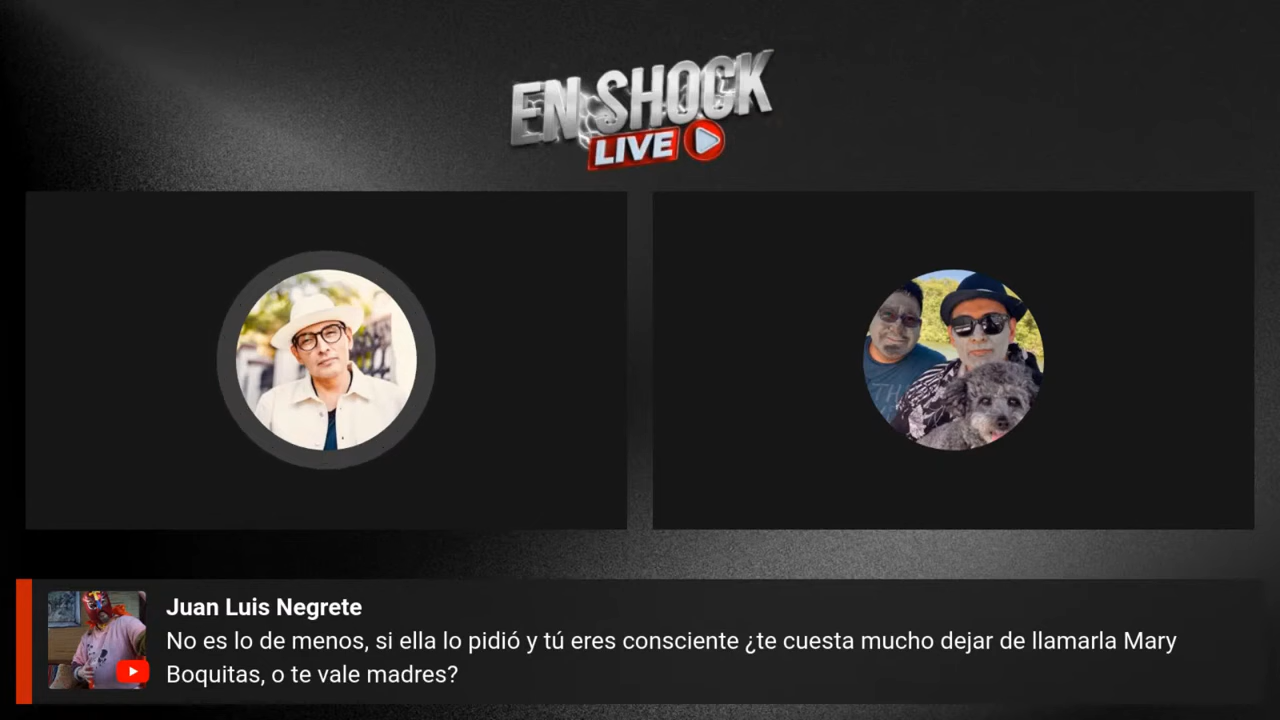 EN SHOCK
LIVE
TH
Juan Luis Negrete
No es lo de menos, si ella lo pidió y tú eres consciente ¿te cuesta mucho dejar de llamarla Mary
Boquitas, o te vale madres?